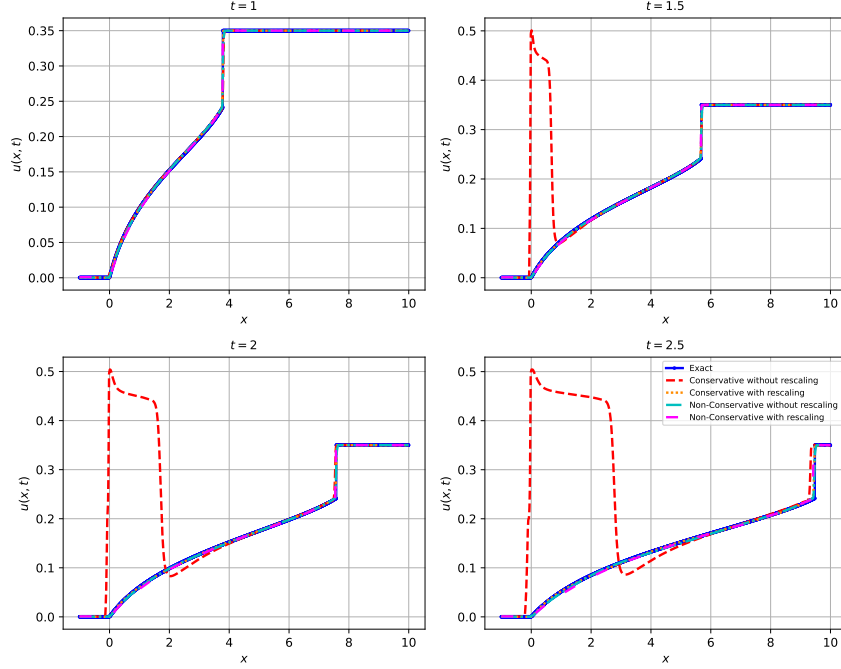 t = 1
u(x, t)
0.35
0.30
0.25
0.20
0.15
0.10
0.05
0.00
0 2 4 6 8 10
x
t = 1.5
u(x, t)
0.5
0.4
0.3
0.2
0.1
0.0
0 2 4 6 8 10
x
t = 2
u(x, t)
0.5
0.4
0.3
0.2
0.1
0.0
0 2 4 6 8 10
x
t = 2.5
u(x, t)
0.5
0.4
0.3
0.2
0.1
0.0
0 2 4 6 8 10
x
Exact
Conservative without rescaling
Conservative with rescaling
Non-Conservative without rescaling
Non-Conservative with rescaling